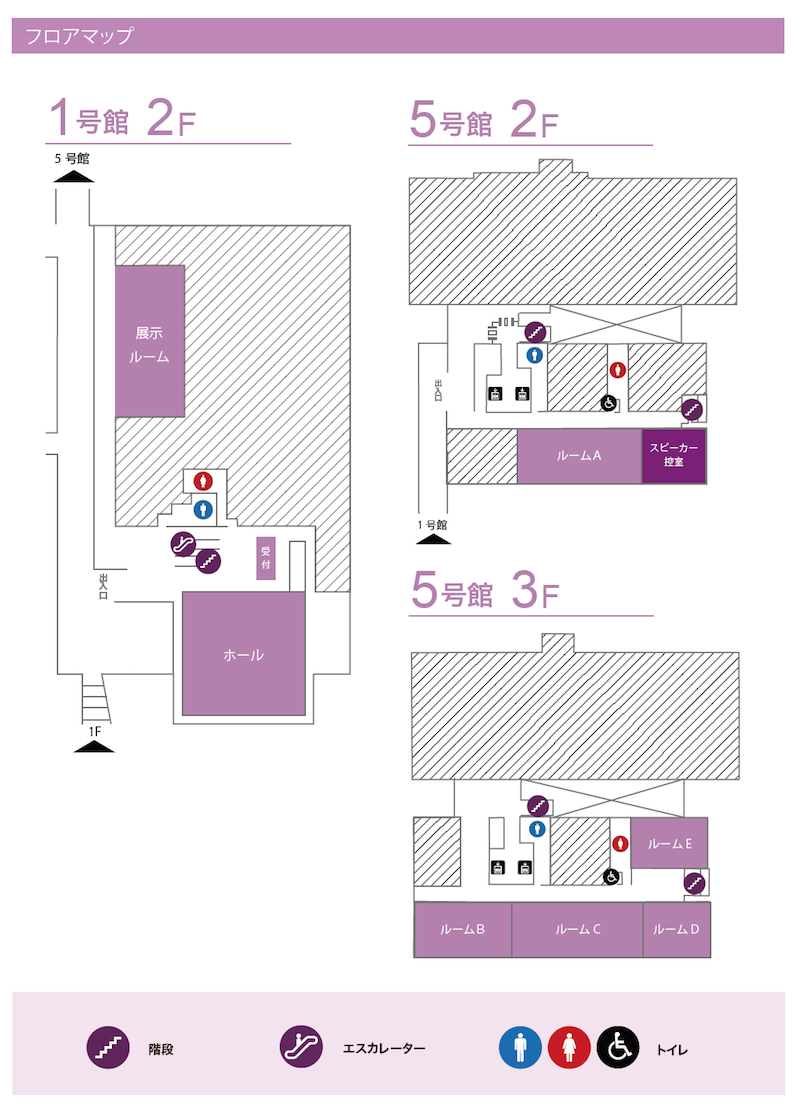 フロアマップ
1号館 2F
5 号館
展示
ルーム
受付
出入口
ホール
1F
5号館 2F
出入口
ルームA
スピーカー
控室
1 号館
5号館 3F
ルームE
ルームB
ルームC
ルームD
階段
エスカレーター
トイレ